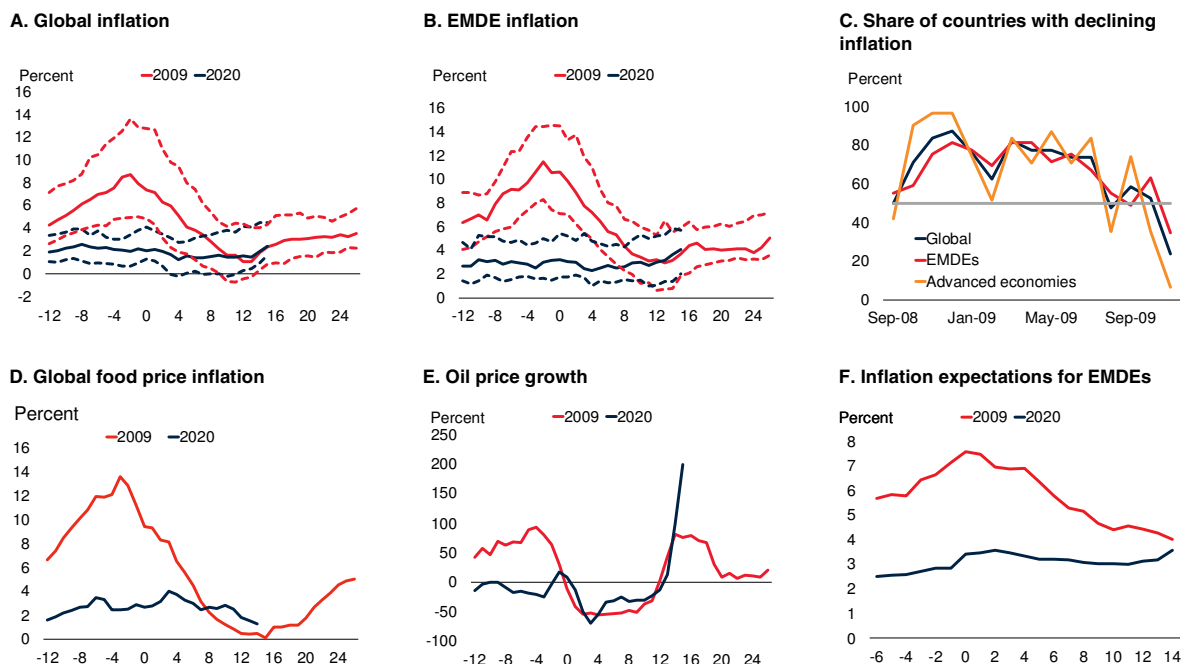 A. Global inflation
Percent
2009 2020
16
14
12
10
8
6
4
2
0
-2
-12 -8 -4 0 4 8 12 16 20 24
B. EMDE inflation
Percent
2009 2020
16
14
12
10
8
6
4
2
0
-12 -8 -4 0 4 8 12 16 20 24
C. Share of countries with declining
inflation
Percent
100
80
60
40
20
0
Global
EMDEs
Advanced economies
Sep-08 Jan-09 May-09 Sep-09
D. Global food price inflation
Percent
2009 2020
16
14
12
10
8
6
4
2
0
-12 -8 -4 0 4 8 12 16 20 24
E. Oil price growth
Percent
2009 2020
250
200
150
100
50
0
-50
-100
-12 -8 -4 0 4 8 12 16 20 24
F. Inflation expectations for EMDEs
Percent
2009 2020
8
7
6
5
4
3
2
1
0
-6 -4 -2 0 2 4 6 8 10 12 14